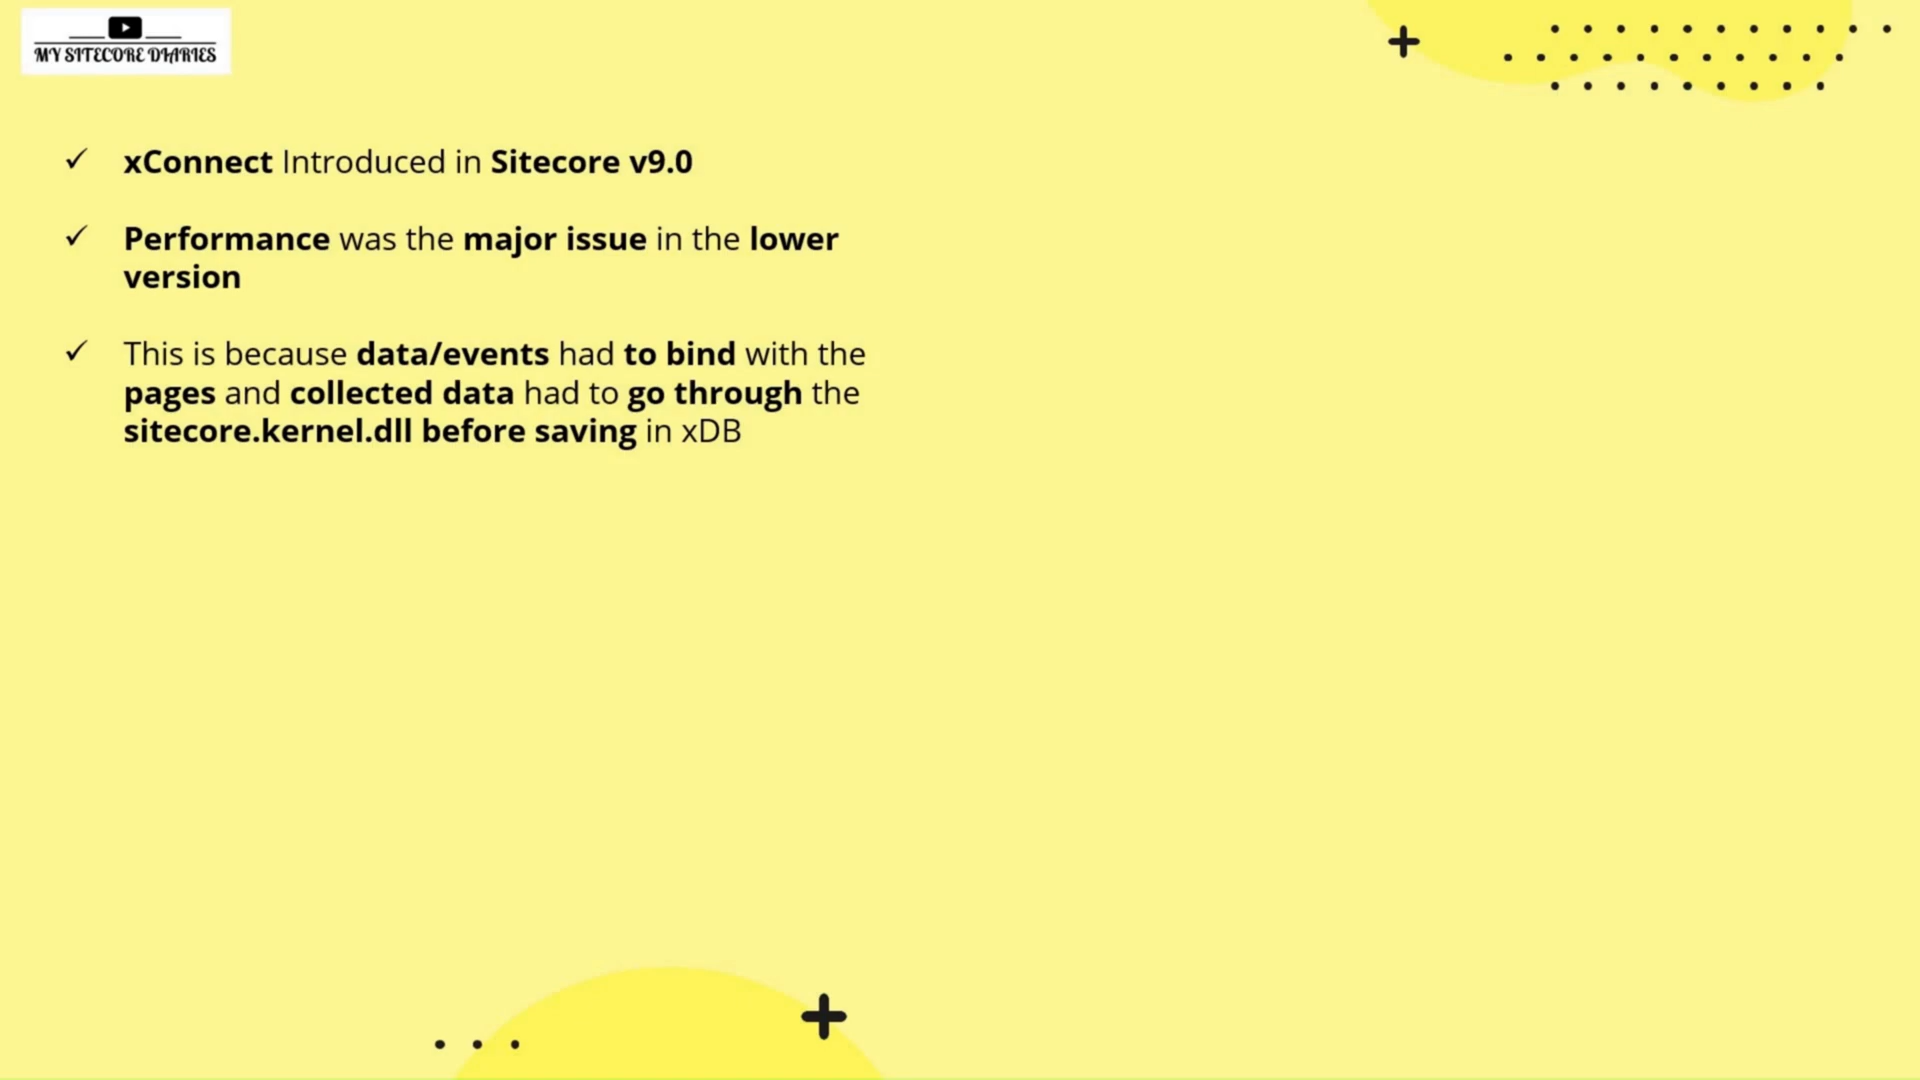 MY SITECORE DIARIES
✓ xConnect Introduced in Sitecore v9.0
✓ Performance was the major issue in the lower
version
✓ This is because data/events had to bind with the
pages and collected data had to go through the
sitecore.kernel.dll before saving in xDB